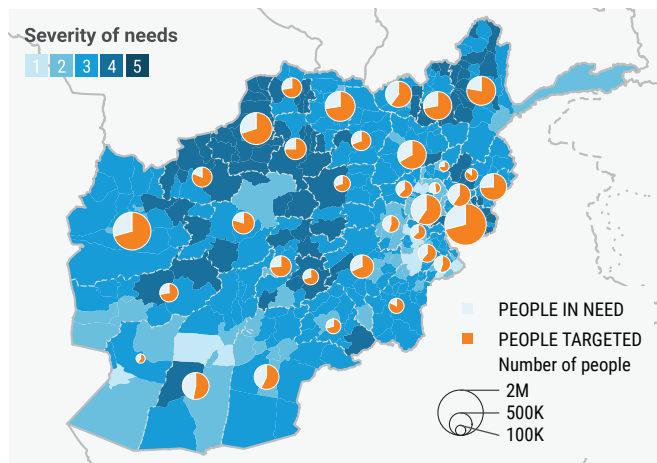 Severity of needs
1 2 3 4 5
PEOPLE IN NEED
PEOPLE TARGETED
Number of people
2M
500K
100K